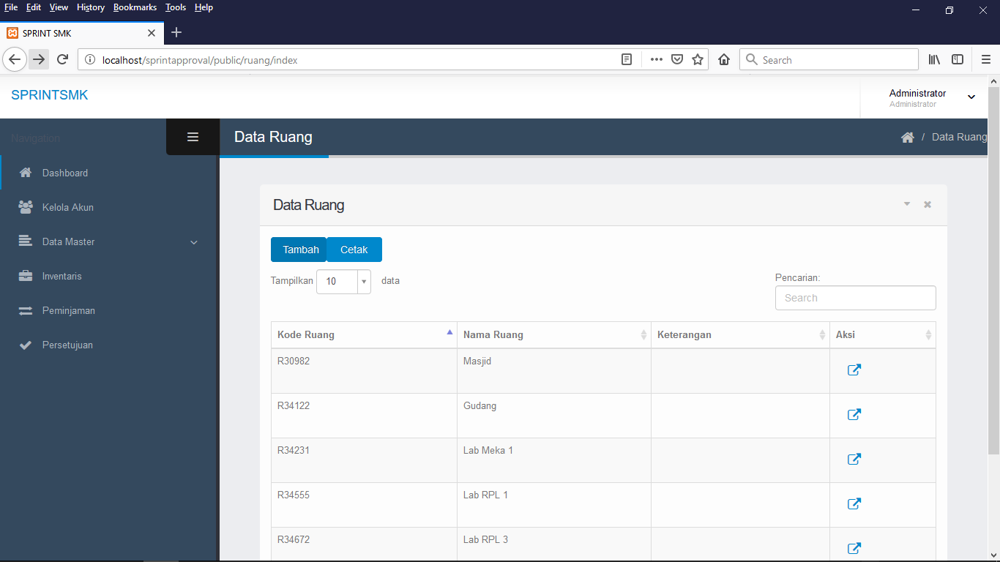 File Edit View History Bookmarks Tools Help
SPRINT SMK
localhost/sprintapproval/public/ruang/index
Search
SPRINTSMK
Administrator
Administrator
Navigation
Data Ruang
/ Data Ruang
Dashboard
Kelola Akun
Data Master
Inventaris
Peminjaman
Persetujuan
Data Ruang
Tambah Cetak
Tampilkan 10 data
Pencarian:
Search
Kode Ruang Nama Ruang Keterangan Aksi
R30982 Masjid
R34122 Gudang
R34231 Lab Meka 1
R34555 Lab RPL 1
R34672 Lab RPL 3